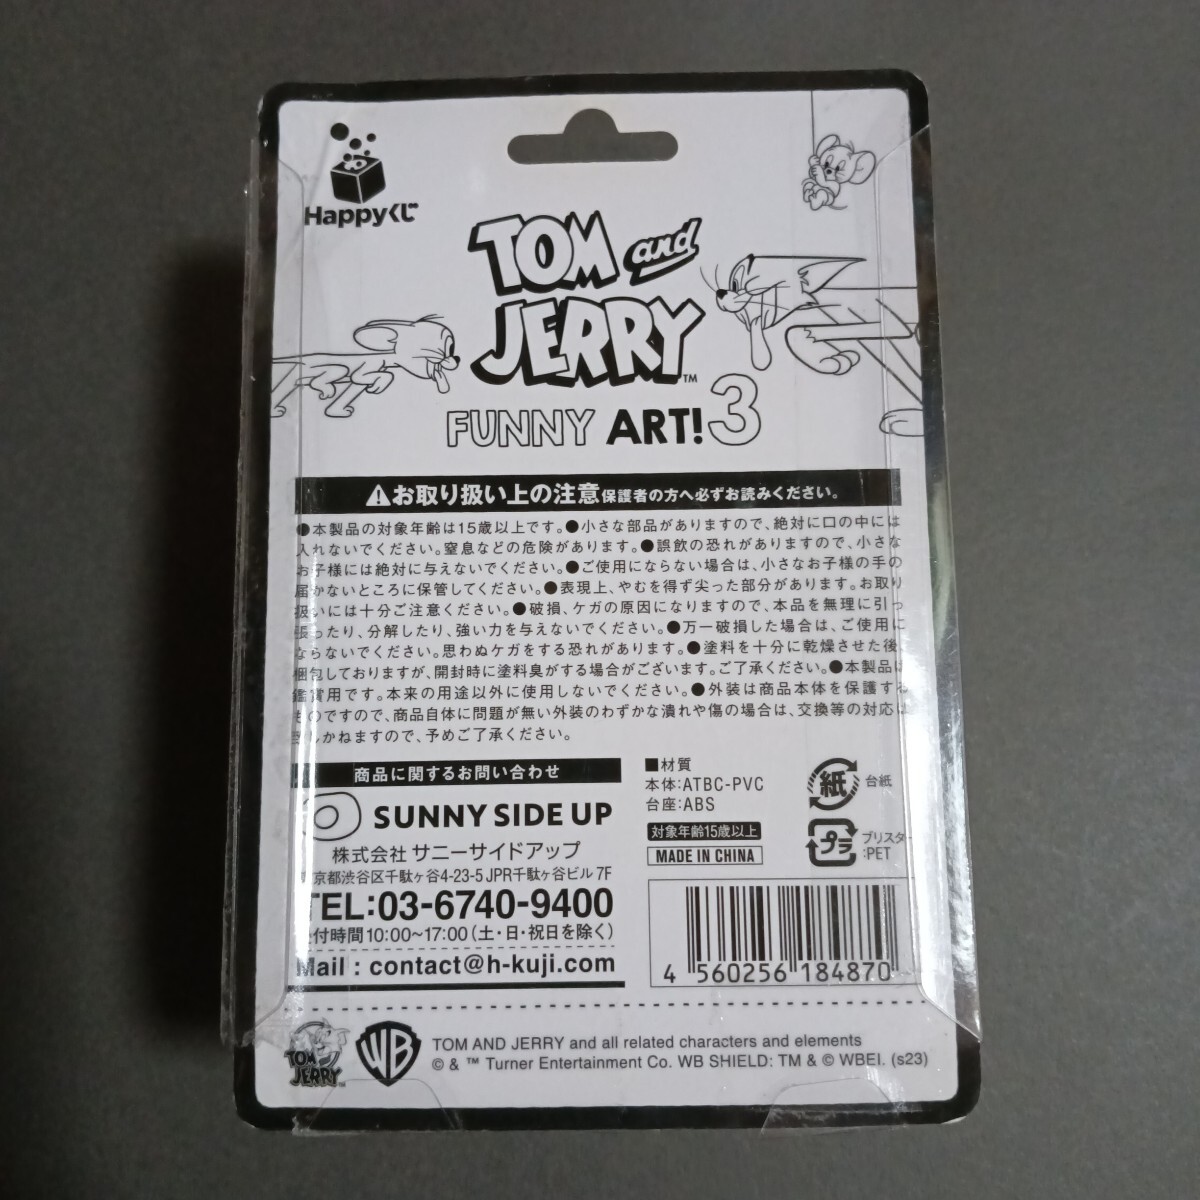 Happyくじ
TOM and
JERRY™
FUNNY ART! 3
お取り扱い上の注意 保護者の方へ必ずお読みください。
●本製品の対象年齢は15歳以上です。●小さな部品がありますので、絶対に口の中には
入れないでください。窒息などの危険があります。●誤飲の恐れがありますので、小さな
お子様には絶対に与えないでください。●ご使用にならない場合は、小さなお子様の手の
届かないところに保管してください。●表現上、やむを得ず尖った部分があります。お取り
扱いには十分ご注意ください。●破損、ケガの原因になりますので、本品を無理に引っ
張ったり、分解したり、強い力を与えないでください。●万一破損した場合は、ご使用に
ならないでください。思わぬケガをする恐れがあります。●塗料を十分に乾燥させた後、
梱包しておりますが、開封時に塗料臭がする場合がございます。ご了承ください。●本製品は
鑑賞用です。本来の用途以外に使用しないでください。●外装は商品本体を保護する
ものですので、商品自体に問題が無い外装のわずかな潰れや傷の場合は、交換等の対応は
致しかねますので、予めご了承ください。
商品に関するお問い合わせ
SUNNY SIDE UP
株式会社 サニーサイドアップ
東京都渋谷区千駄ヶ谷4-23-5 JPR千駄ヶ谷ビル 7F
TEL:03-6740-9400
受付時間 10:00~17:00(土・日・祝日を除く)
Mail : contact@h-kuji.com
■材質
本体:ATBC-PVC
台座:ABS
対象年齢15歳以上
MADE IN CHINA
紙 台紙
プラ ブリスター
:PET
4 560256 184870
TOM and JERRY™
WB
TOM AND JERRY and all related characters and elements
© & ™ Turner Entertainment Co. WB SHIELD: TM & © WBEI. (s23)